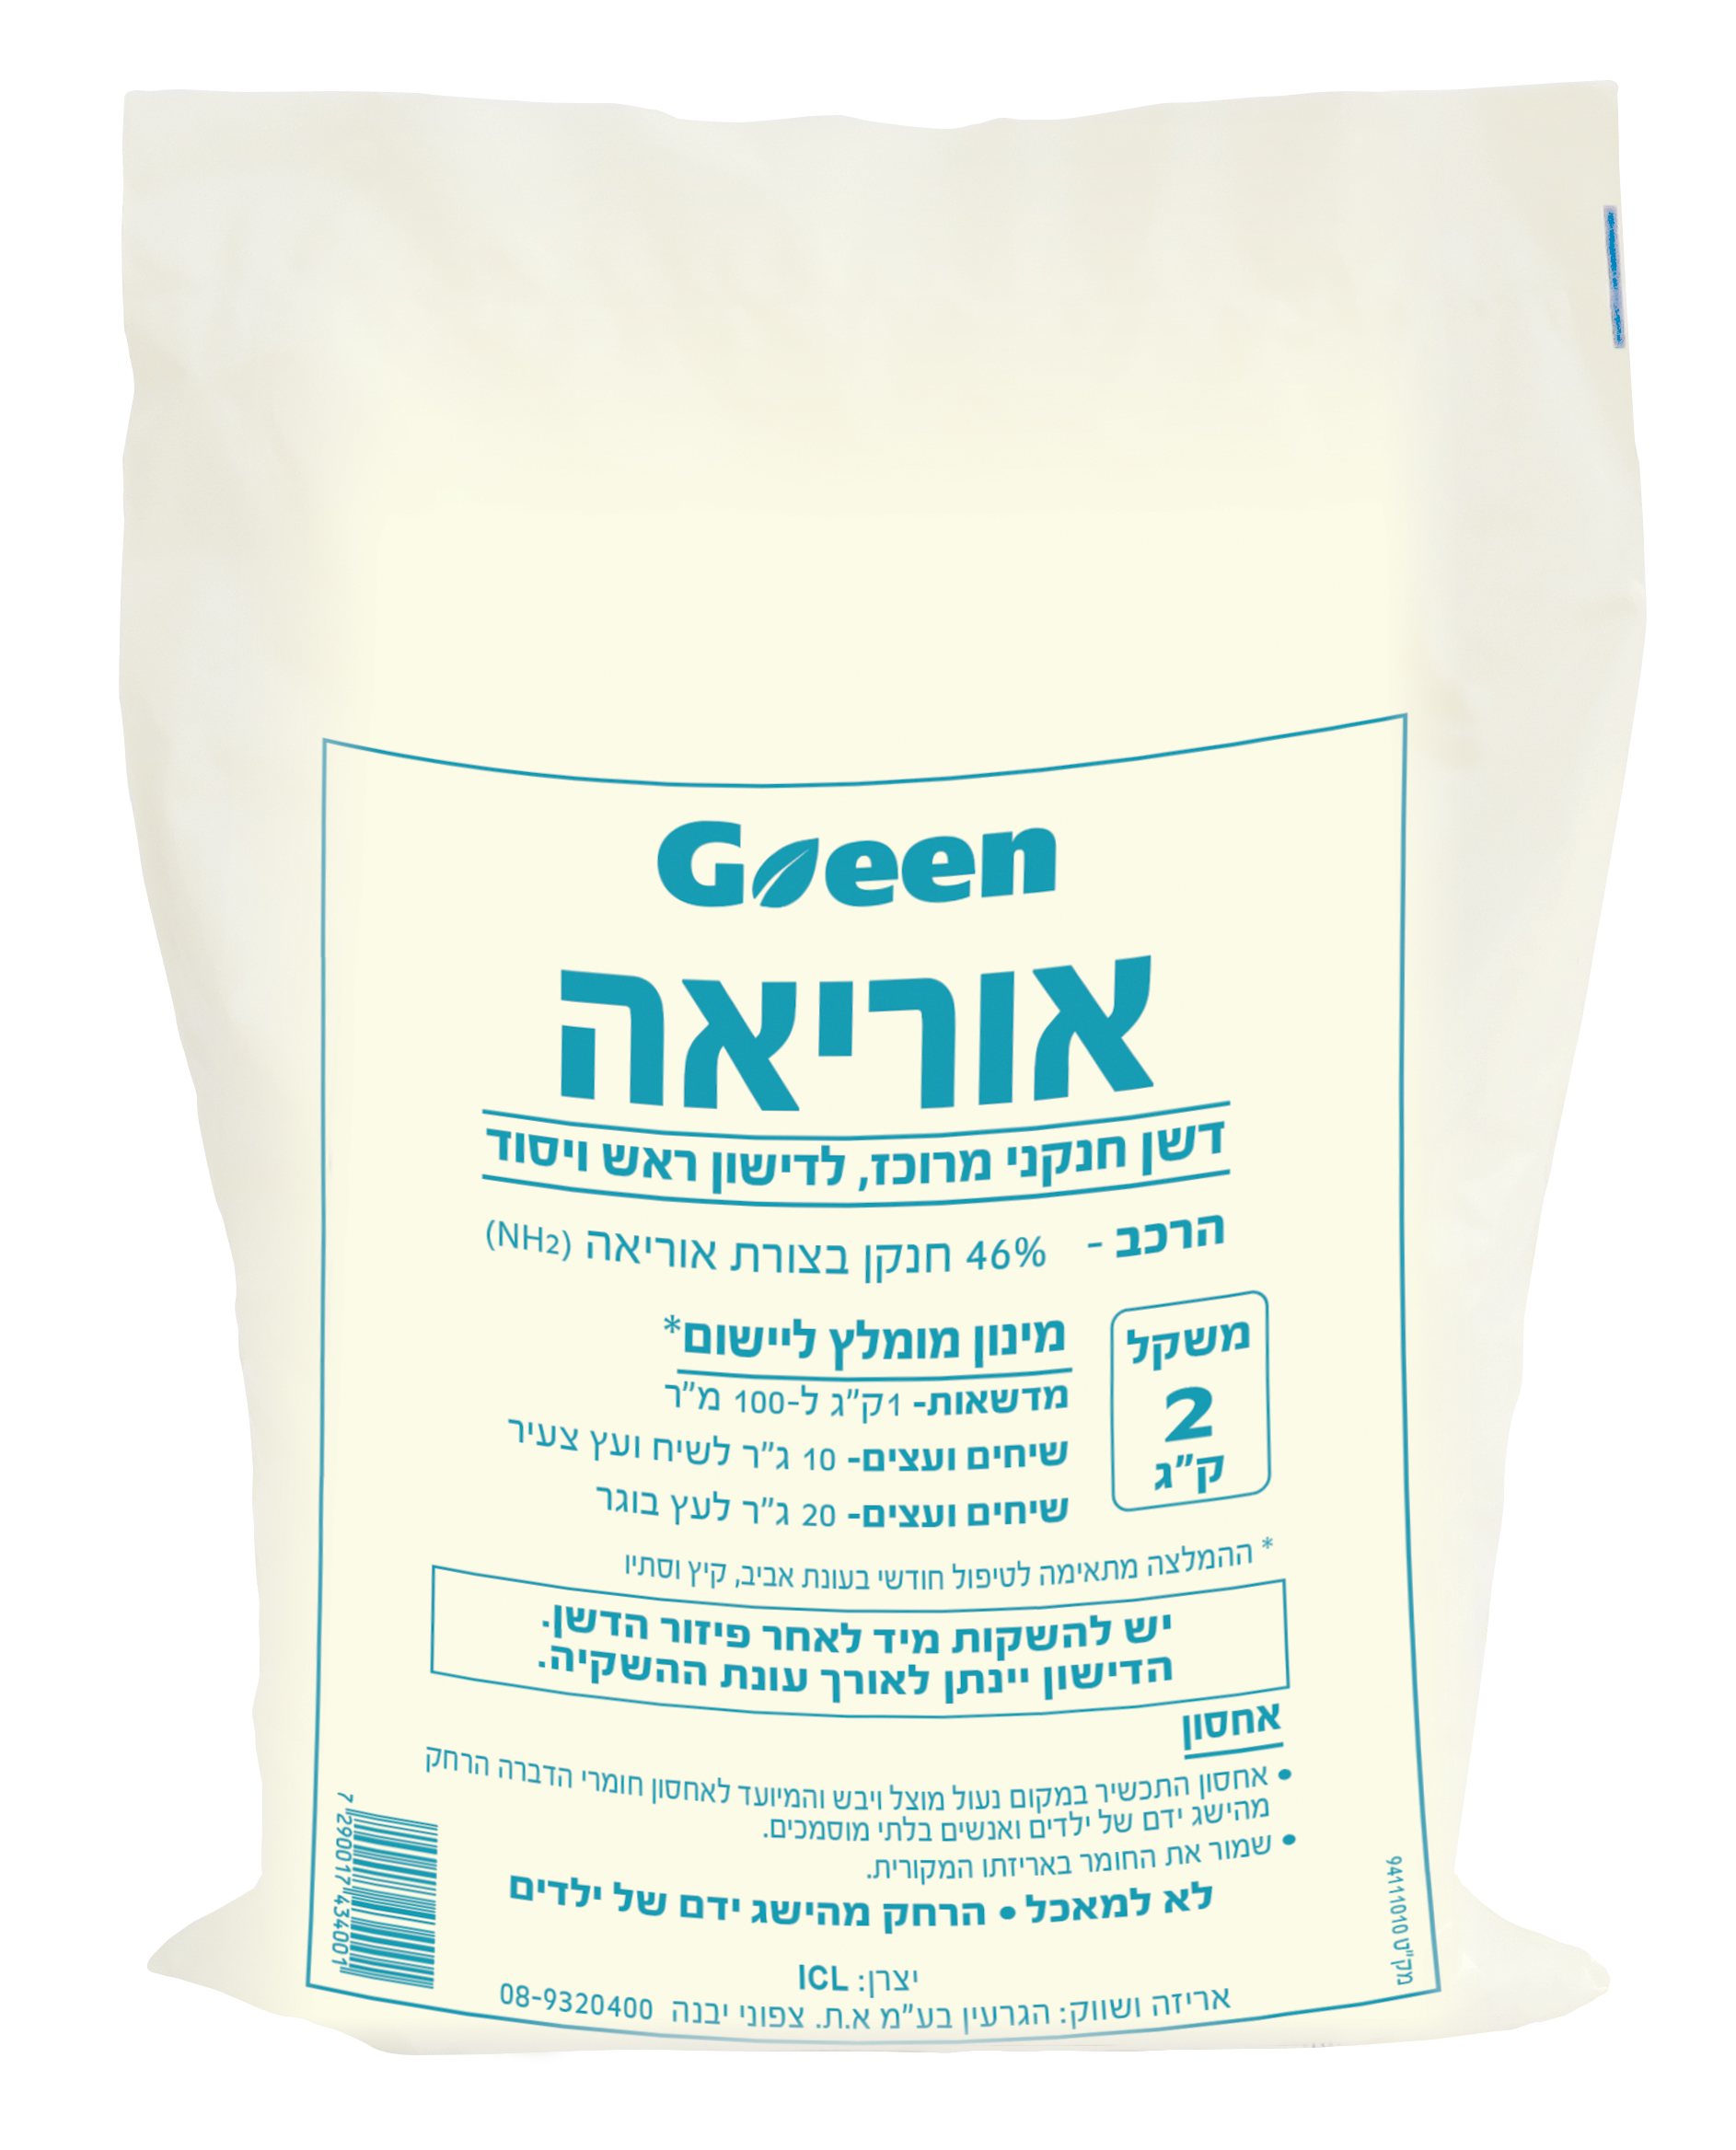 Green
אוריאה
דשן חנקני מרוכז, לדישון ראש ויסוד
הרכב - 46% חנקן בצורת אוריאה (NH2)
משקל
2
ק"ג
מינון מומלץ ליישום*
מדשאות- 1ק"ג ל-100 מ"ר
שיחים ועצים- 10 ג"ר לשיח ועץ צעיר
שיחים ועצים- 20 ג"ר לעץ בוגר
* ההמלצה מתאימה לטיפול חודשי בעונת אביב, קיץ וסתיו
יש להשקות מיד לאחר פיזור הדשן.
הדישון יינתן לאורך עונת ההשקיה.
אחסון
• אחסון התכשיר במקום נעול מוצל ויבש והמיועד לאחסון חומרי הדברה הרחק
מהישג ידם של ילדים ואנשים בלתי מוסמכים.
• שמור את החומר באריזתו המקורית.
לא למאכל • הרחק מהישג ידם של ילדים
יצרן: ICL
אריזה ושווק: הגרעין בע"מ א.ת. צפוני יבנה 08-9320400
7 290017 434001
מק"ט 94111010